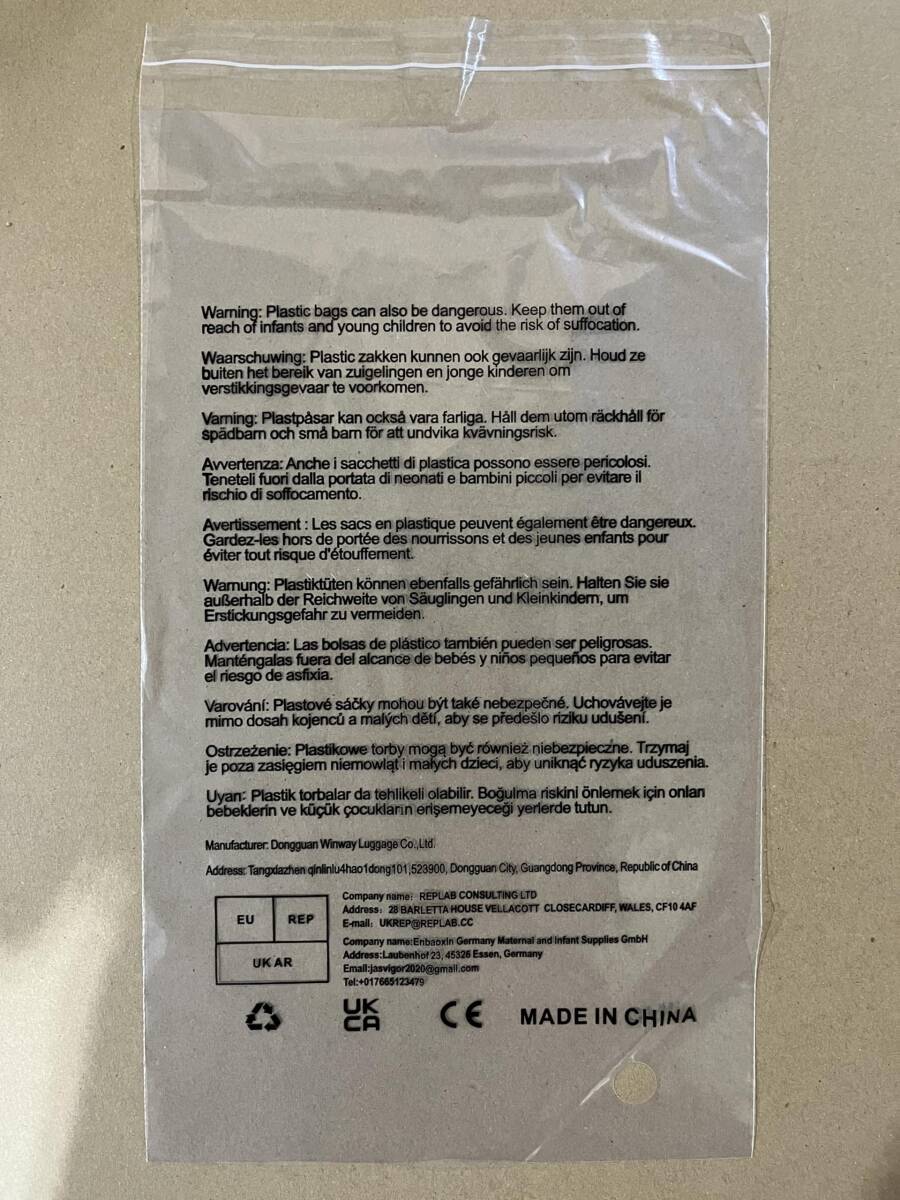 Warning: Plastic bags can also be dangerous. Keep them out of
reach of infants and young children to avoid the risk of suffocation.
Waarschuwing: Plastic zakken kunnen ook gevaarlijk zijn. Houd ze
buiten het bereik van zuigelingen en jonge kinderen om
verstikkingsgevaar te voorkomen.
Varning: Plastpåsar kan också vara farliga. Håll dem utom räckhåll för
spädbarn och små barn för att undvika kvävningsrisk.
Avvertenza: Anche i sacchetti di plastica possono essere pericolosi.
Teneteli fuori dalla portata di neonati e bambini piccoli per evitare il
rischio di soffocamento.
Avertissement : Les sacs en plastique peuvent également être dangereux.
Gardez-les hors de portée des nourrissons et des jeunes enfants pour
éviter tout risque d'étouffement.
Warnung: Plastiktüten können ebenfalls gefährlich sein. Halten Sie sie
außerhalb der Reichweite von Säuglingen und Kleinkindern, um
Erstickungsgefahr zu vermeiden.
Advertencia: Las bolsas de plástico también pueden ser peligrosas.
Manténgalas fuera del alcance de bebés y niños pequeños para evitar
el riesgo de asfixia.
Varování: Plastové sáčky mohou být také nebezpečné. Uchovávejte je
mimo dosah kojenců a malých dětí, aby se předešlo riziku udušení.
Ostrzeżenie: Plastikowe torby mogą być również niebezpieczne. Trzymaj
je poza zasięgiem niemowląt i małych dzieci, aby uniknąć ryzyka uduszenia.
Uyarı: Plastik torbalar da tehlikeli olabilir. Boğulma riskini önlemek için onları
bebeklerin ve küçük çocukların erişemeyeceği yerlerde tutun.
Manufacturer: Dongguan Winway Luggage Co.,Ltd.
Address: Tangxiazhen qinlinlu4hao1dong101,523900, Dongguan City, Guangdong Province, Republic of China
EU REP
UK AR
Company name: REPLAB CONSULTING LTD
Address: 28 BARLETTA HOUSE VELLACOTT CLOSECARDIFF, WALES, CF10 4AF
E-mail: UKREP@REPLAB.CC
Company name:Enbaoxin Germany Maternal and Infant Supplies GmbH
Address:Laubenhof 23, 45326 Essen, Germany
Email:jasvigor2020@gmail.com
Tel:+017665123479
UK
CA CE MADE IN CHINA